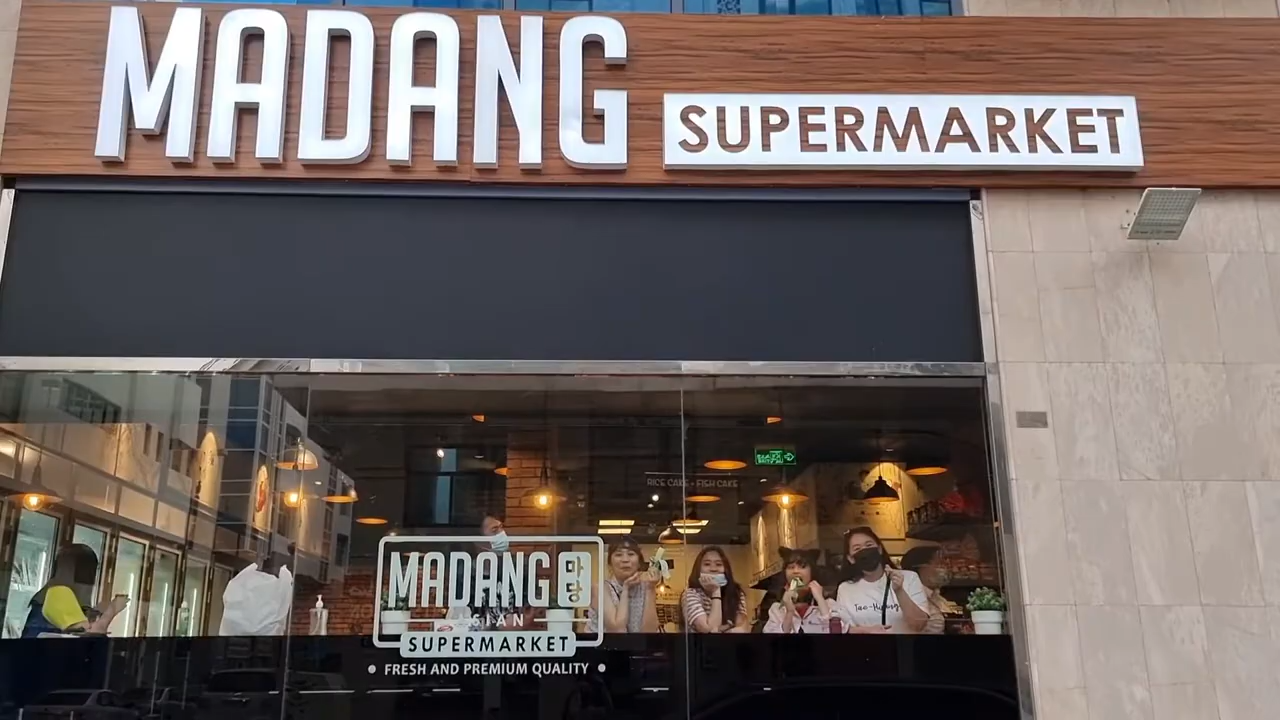 MADANG
SUPERMARKET
RICE CAKE • FISH CAKE
MADANG 마당
ASIAN
SUPERMARKET
• FRESH AND PREMIUM QUALITY •